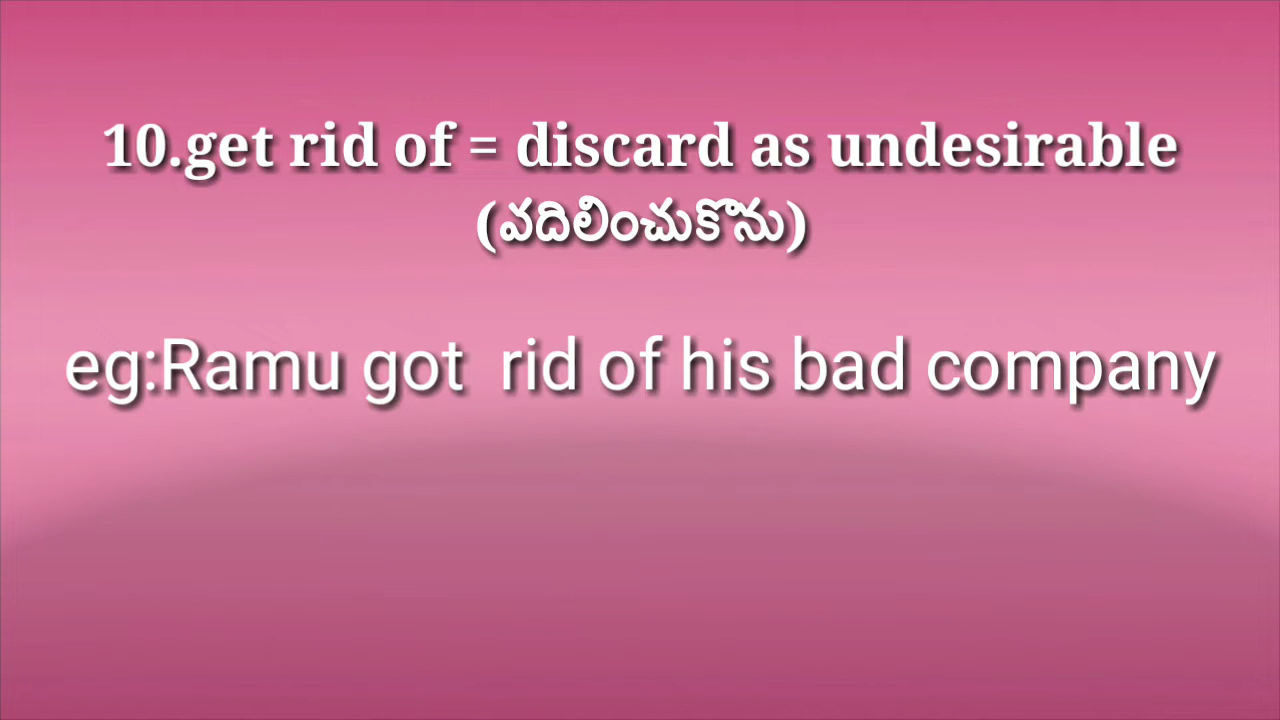 10.get rid of = discard as undesirable
(వదిలించుకొను)
eg:Ramu got  rid of his bad company